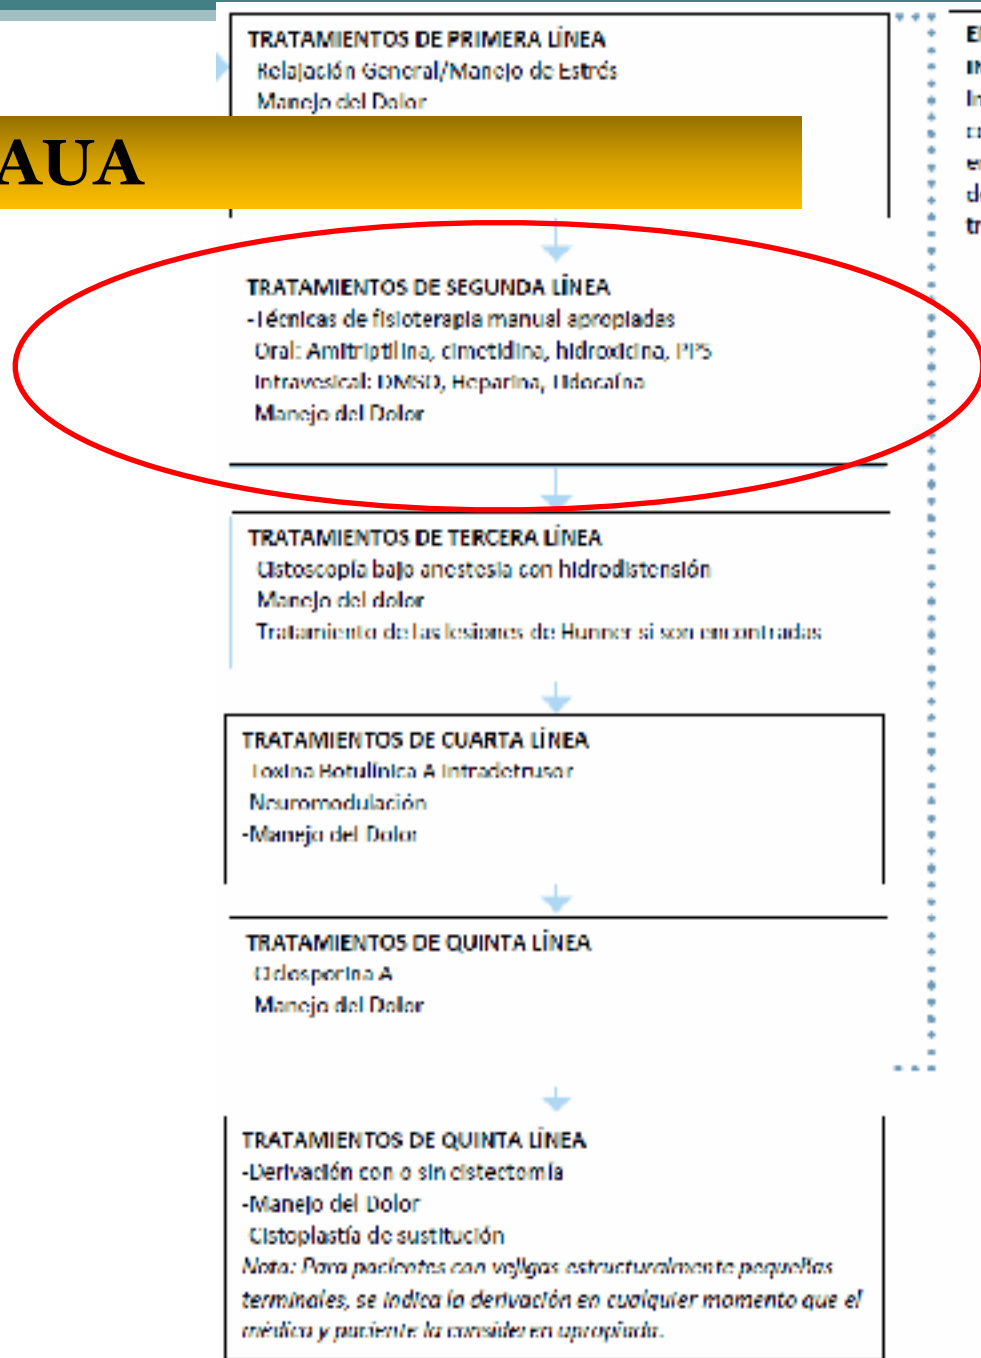 TRATAMIENTOS DE PRIMERA LÍNEA
Relajación General/Manejo de Estrés
Manejo del Dolor
AUA
TRATAMIENTOS DE SEGUNDA LÍNEA
-Técnicas de fisioterapia manual apropiadas
Oral: Amitriptilina, cimetidina, hidroxicina, PPS
Intravesical: DMSO, Heparina, Lidocaína
Manejo del Dolor
TRATAMIENTOS DE TERCERA LÍNEA
Cistoscopía bajo anestesia con hidrodistensión
Manejo del dolor
Tratamiento de las lesiones de Hunner si son encontradas
TRATAMIENTOS DE CUARTA LÍNEA
Toxina Botulínica A Intradetrusor
Neuromodulación
-Manejo del Dolor
TRATAMIENTOS DE QUINTA LÍNEA
Ciclosporina A
Manejo del Dolor
TRATAMIENTOS DE QUINTA LÍNEA
-Derivación con o sin cistectomía
-Manejo del Dolor
Cistoplastía de sustitución
Nota: Para pacientes con vejigas estructuralmente pequeñas
terminales, se indica la derivación en cualquier momento que el
médico y paciente la consideren apropiada.